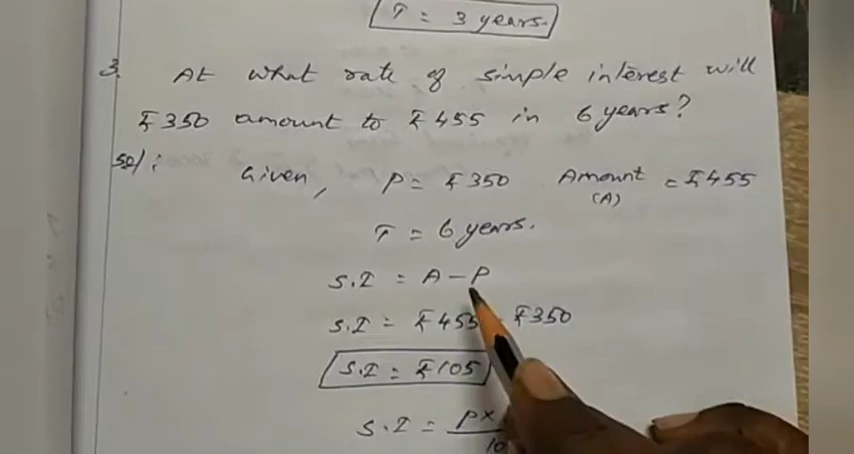 T = 3 years.
3. At what rate of simple interest will
₹350 amount to ₹455 in 6 years?
Sol:
Given, P = ₹350 Amount (A) = ₹455
T = 6 years.
S.I = A - P
S.I = ₹455 - ₹350
S.I = ₹105
S.I = P×
10